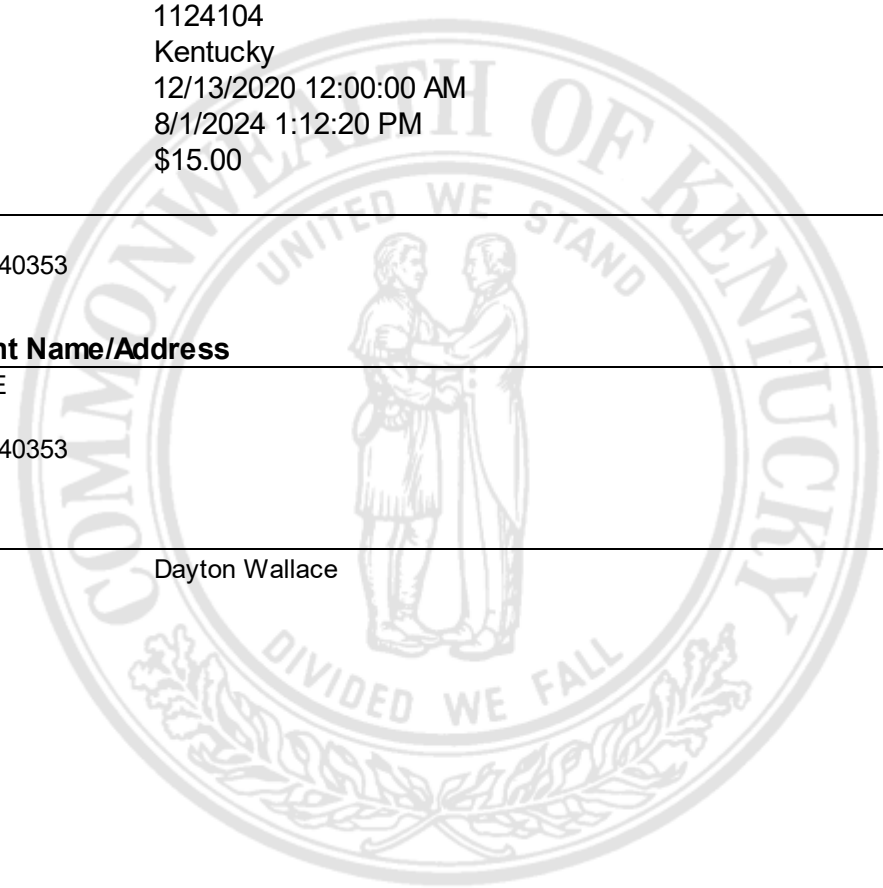 1124104
Kentucky
12/13/2020 12:00:00 AM
8/1/2024 1:12:20 PM
$15.00
40353
nt Name/Address
E
40353
Dayton Wallace
COMMONWEALTH OF KENTUCKY
UNITED WE STAND
DIVIDED WE FALL